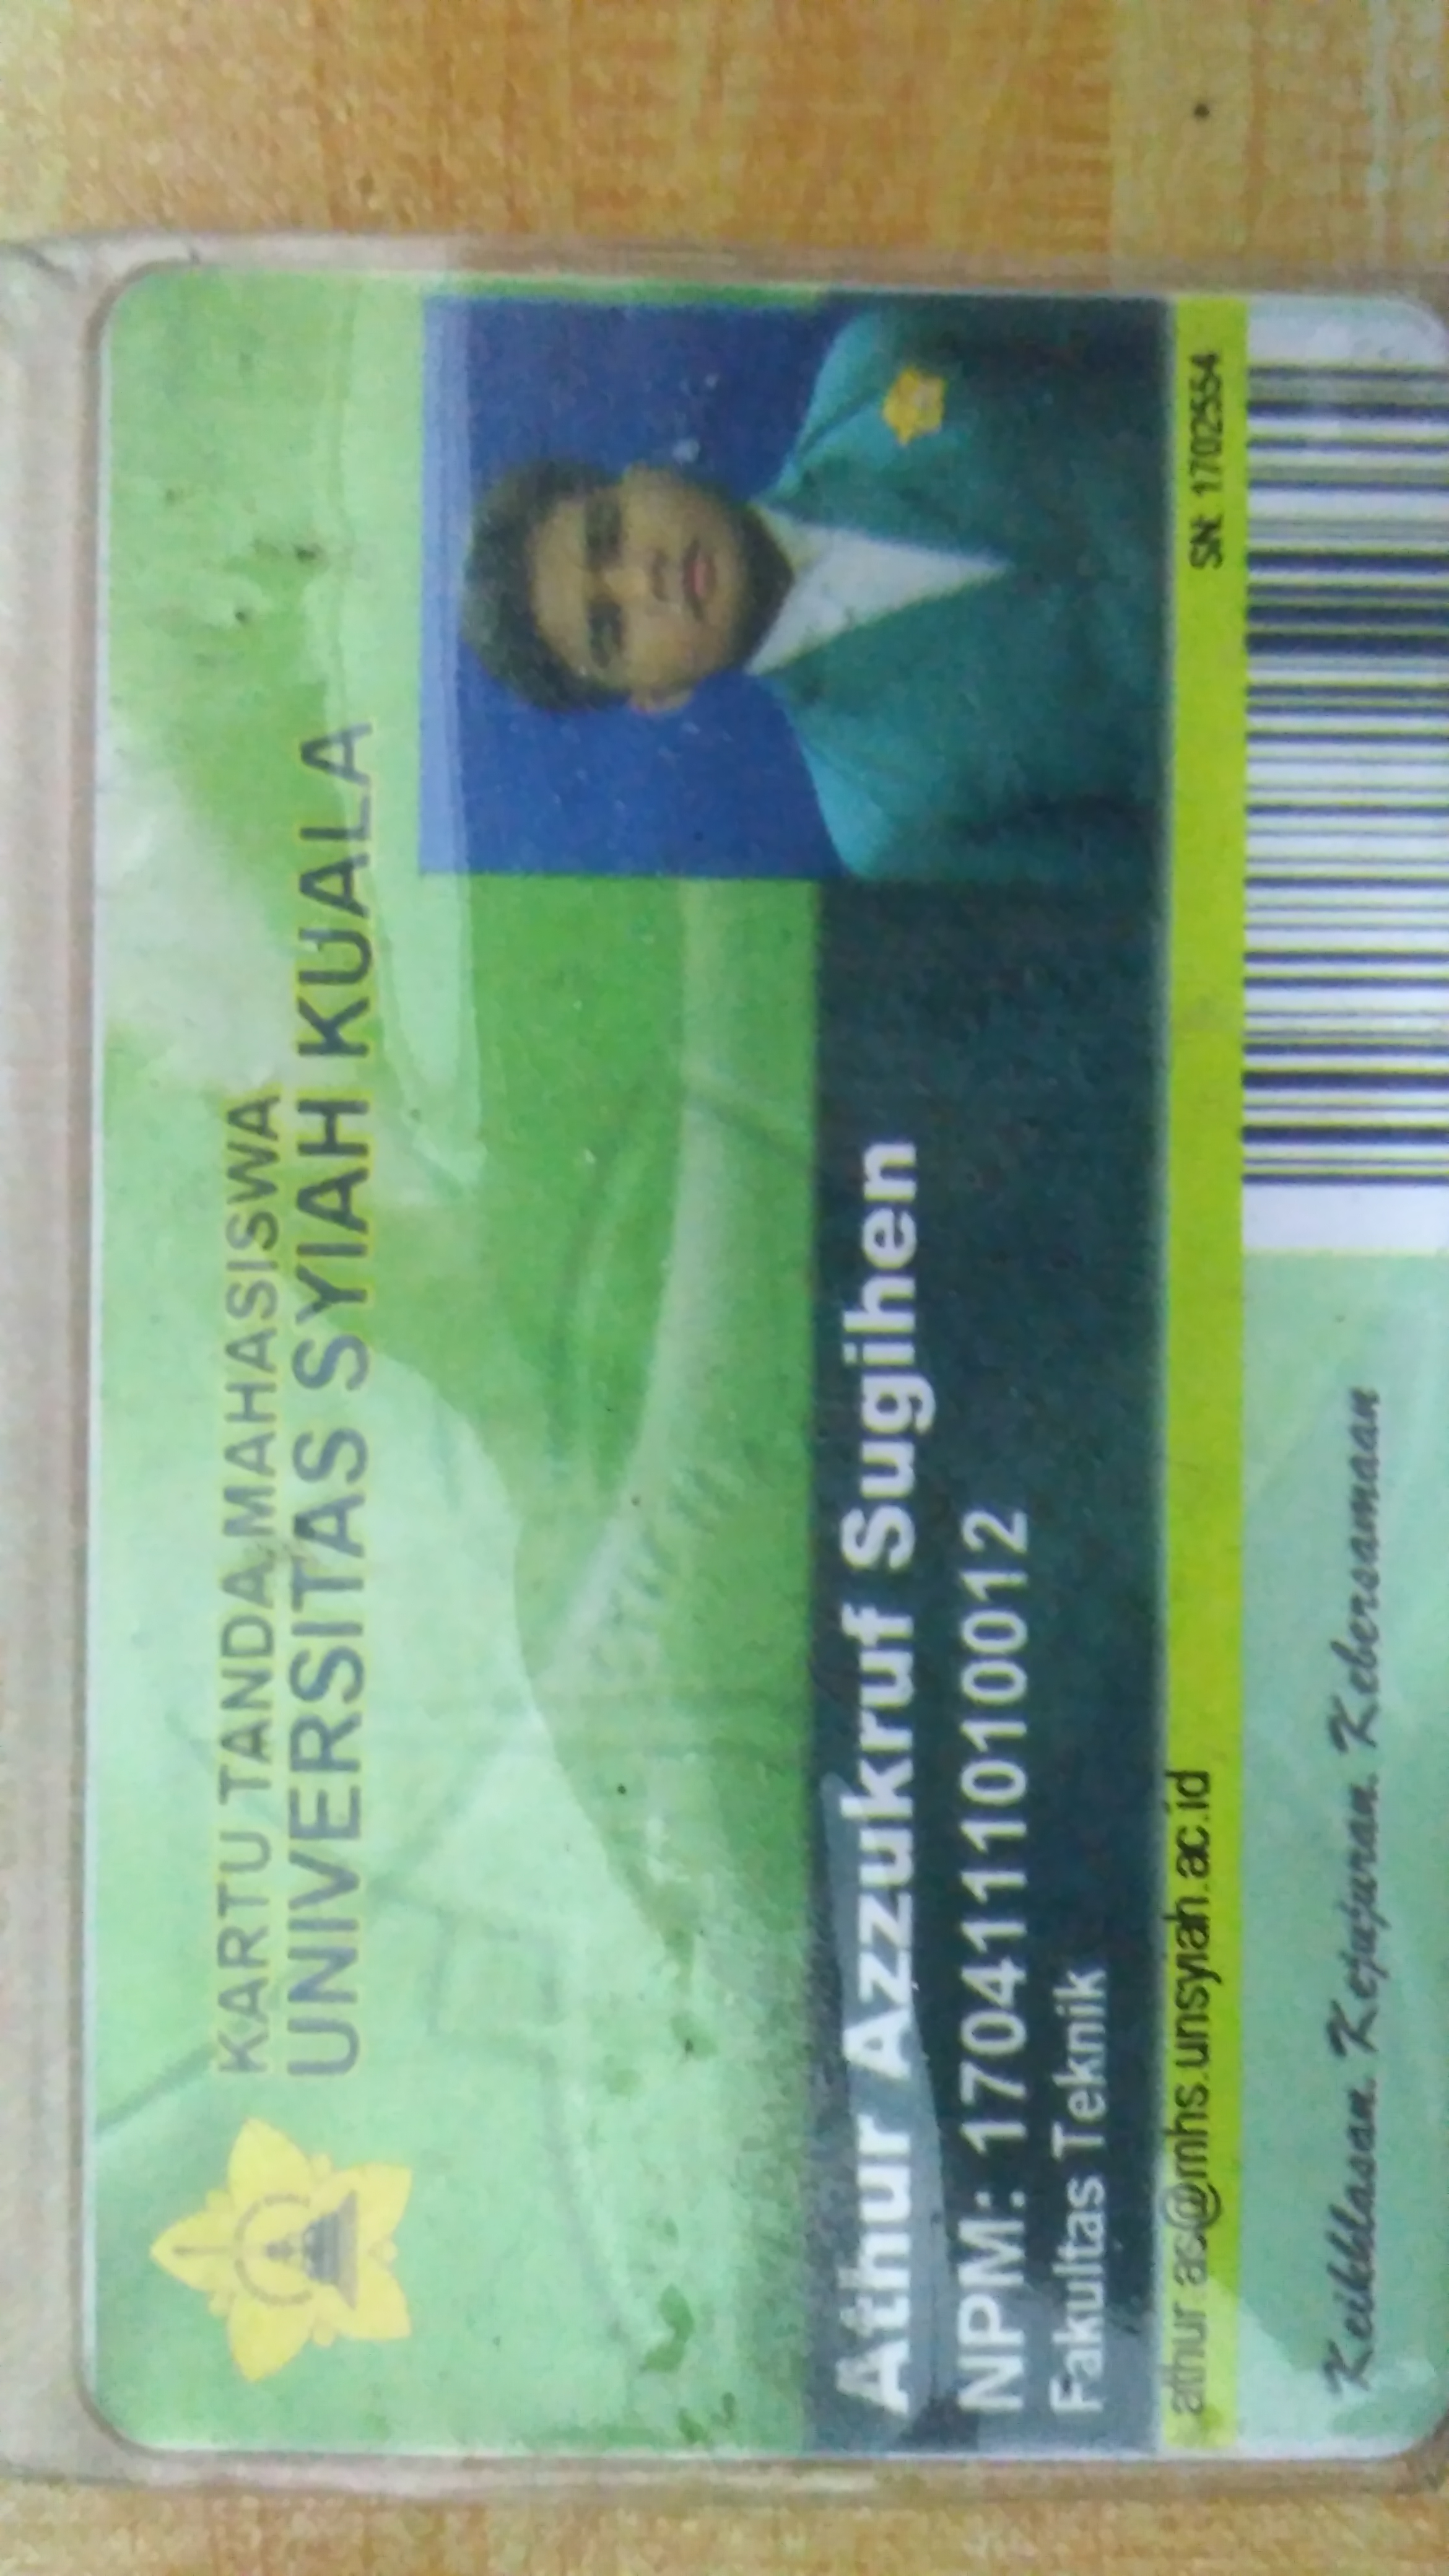 KARTU TANDA MAHASISWA
UNIVERSITAS SYIAH KUALA
Athur Azzukruf Sugihen
NPM: 1704111010012
Fakultas Teknik
athur as@mhs.unsyiah.ac.id
SN: 1702554
Keikhlasan Kejujuran Kebersamaan